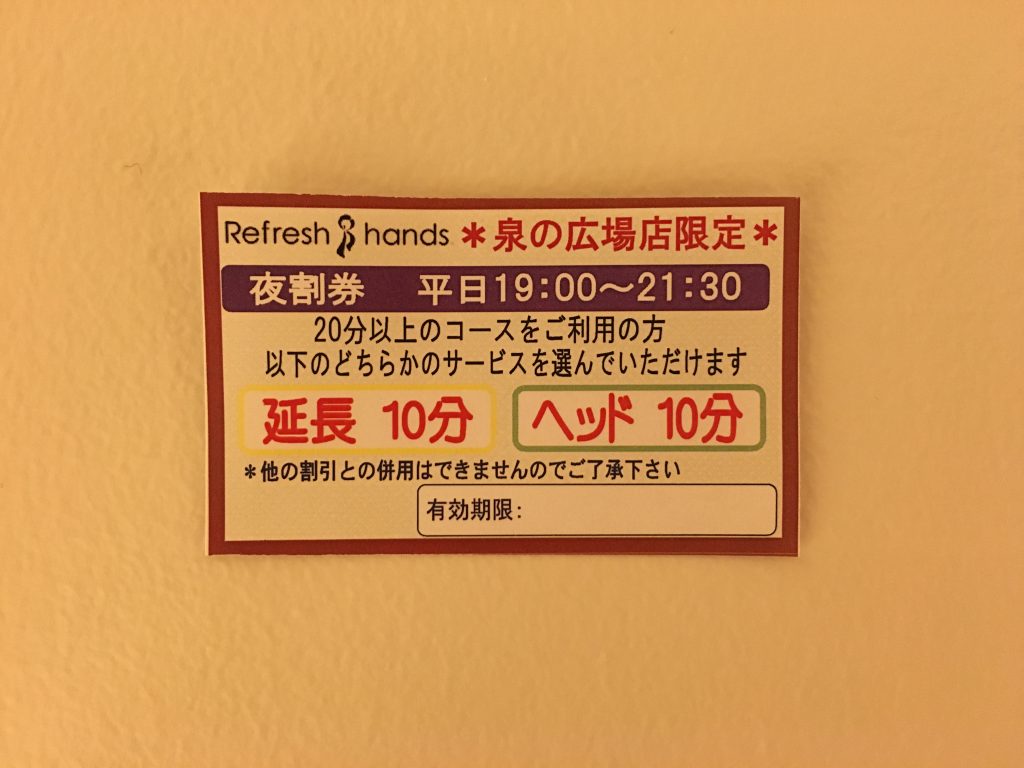 Refresh hands ＊泉の広場店限定＊
夜割券 平日19:00～21:30
20分以上のコースをご利用の方
以下のどちらかのサービスを選んでいただけます
延長 10分 ヘッド 10分
＊他の割引との併用はできませんのでご了承下さい
有効期限: